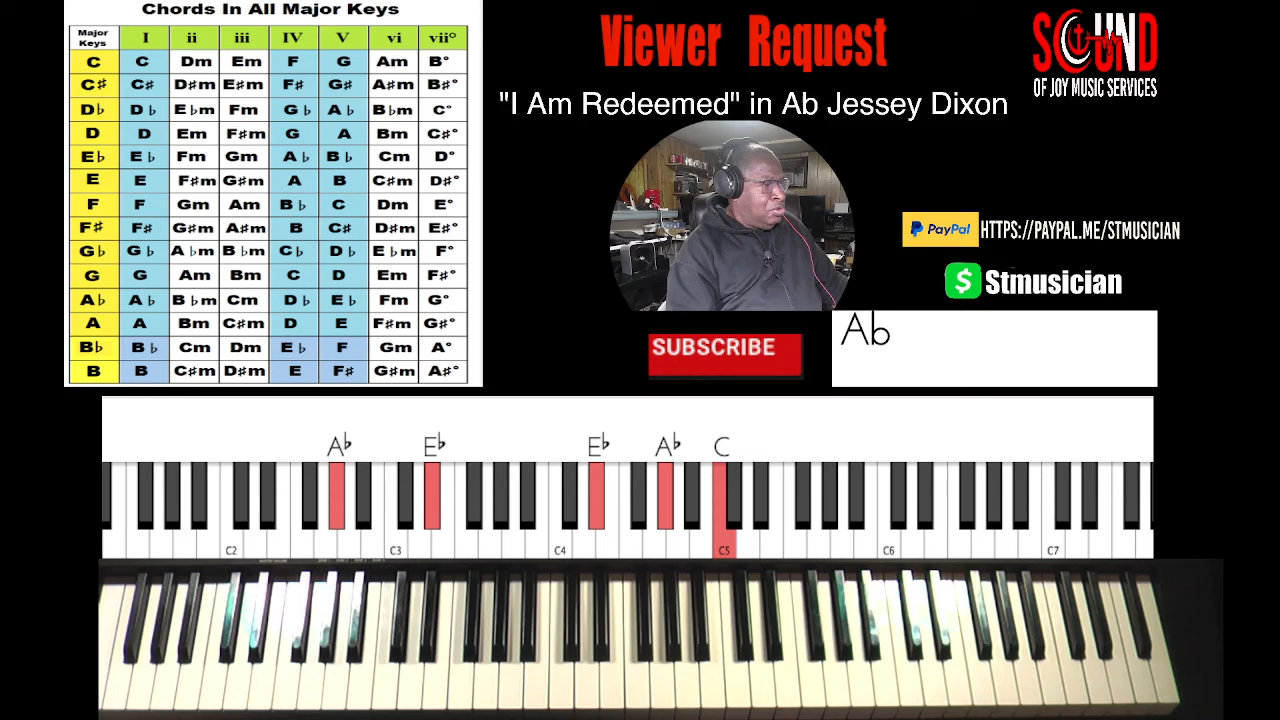 Chords In All Major Keys
Major Keys I ii iii IV V vi vii°
C C Dm Em F G Am B°
C♯ C♯ D♯m E♯m F♯ G♯ A♯m B♯°
D♭ D♭ E♭m Fm G♭ A♭ B♭m C°
D D Em F♯m G A Bm C♯°
E♭ E♭ Fm Gm A♭ B♭ Cm D°
E E F♯m G♯m A B C♯m D♯°
F F Gm Am B♭ C Dm E°
F♯ F♯ G♯m A♯m B C♯ D♯m E♯°
G♭ G♭ A♭m B♭m C♭ D♭ E♭m F°
G G Am Bm C D Em F♯°
A♭ A♭ B♭m Cm D♭ E♭ Fm G°
A A Bm C♯m D E F♯m G♯°
B♭ B♭ Cm Dm E♭ F Gm A°
B B C♯m D♯m E F♯ G♯m A♯°
Viewer Request
"I Am Redeemed" in Ab Jessey Dixon
SOUND
OF JOY MUSIC SERVICES
PayPal HTTPS://PAYPAL.ME/STMUSICIAN
$ Stmusician
SUBSCRIBE
Ab
A♭ E♭ E♭ A♭ C
C2 C3 C4 C5 C6 C7